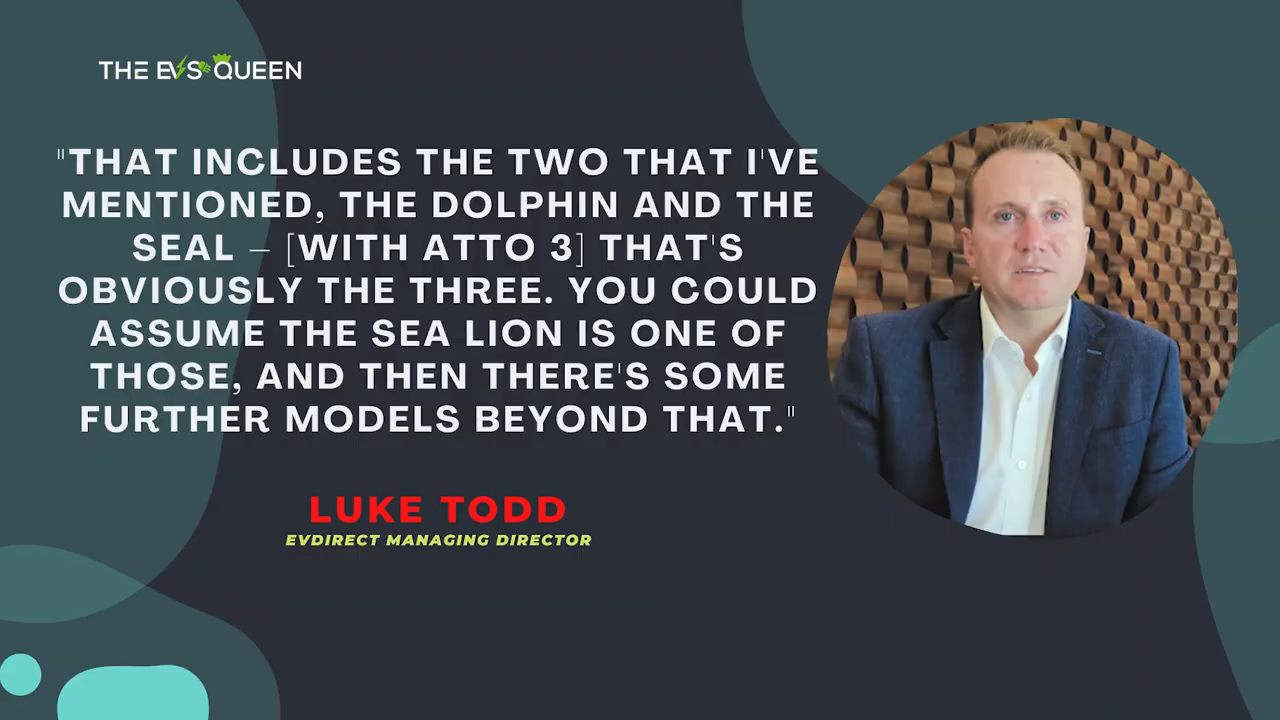 THE EVS QUEEN
"THAT INCLUDES THE TWO THAT I'VE
MENTIONED, THE DOLPHIN AND THE
SEAL – [WITH ATTO 3] THAT'S
OBVIOUSLY THE THREE. YOU COULD
ASSUME THE SEA LION IS ONE OF
THOSE, AND THEN THERE'S SOME
FURTHER MODELS BEYOND THAT."
LUKE TODD
EVDIRECT MANAGING DIRECTOR